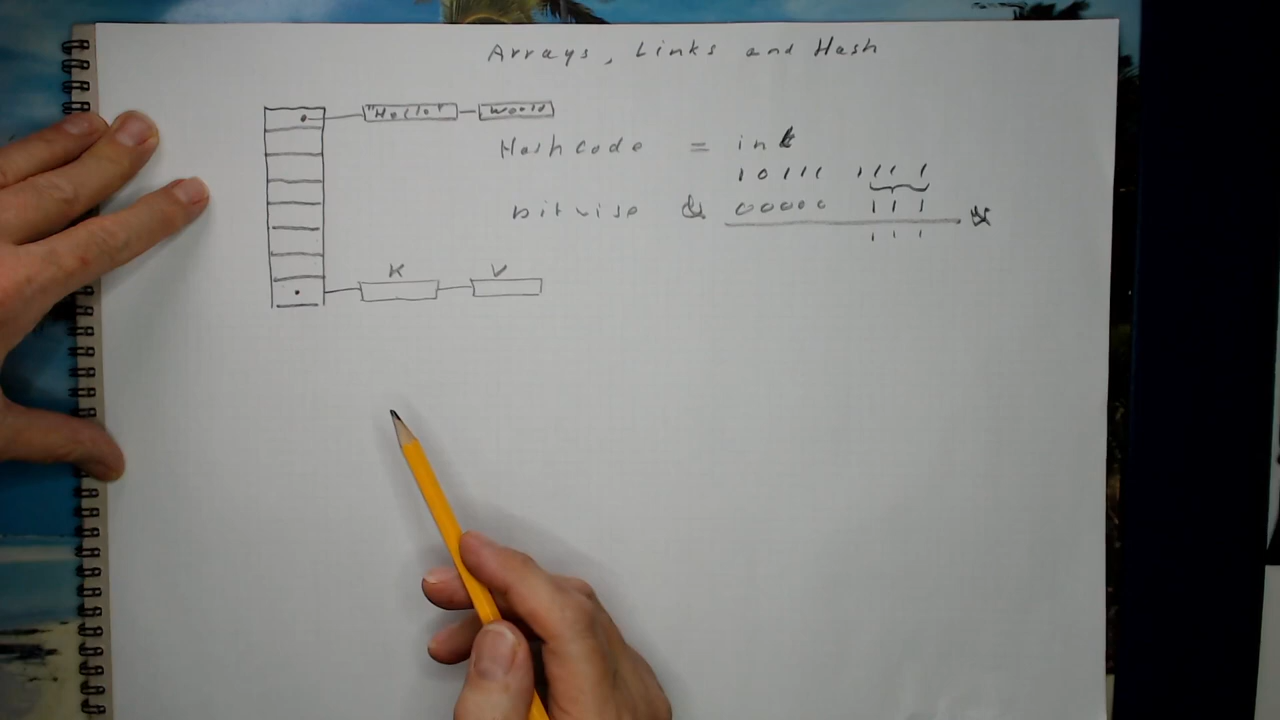 Arrays, Links and Hash
"Hello" World
Hashcode = int
10111 1111
bitwise & 00000 111 &
111
K V